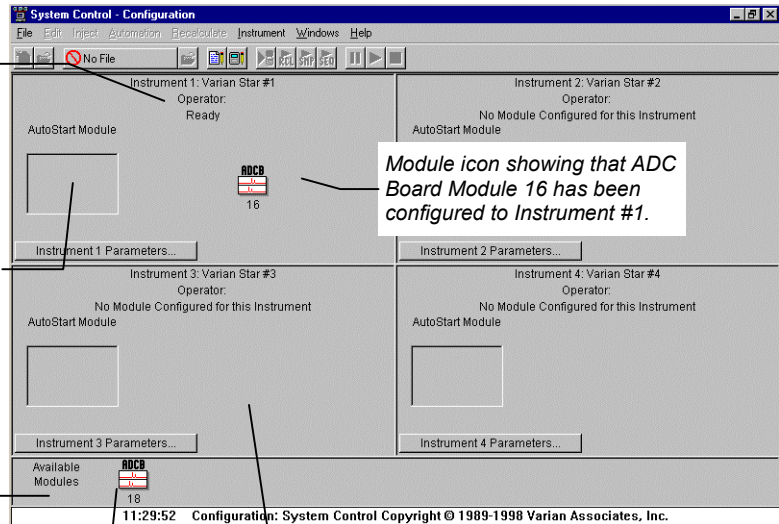 System Control - Configuration
File Edit Inject Automation Recalculate Instrument Windows Help
No File
RCL SMP SEQ
Instrument 1: Varian Star #1
Operator:
Ready
AutoStart Module
ADCB
16
Instrument 1 Parameters...
Instrument 2: Varian Star #2
Operator:
No Module Configured for this Instrument
AutoStart Module
Module icon showing that ADC
Board Module 16 has been
configured to Instrument #1.
Instrument 2 Parameters...
Instrument 3: Varian Star #3
Operator:
No Module Configured for this Instrument
AutoStart Module
Instrument 3 Parameters...
Instrument 4: Varian Star #4
Operator:
No Module Configured for this Instrument
AutoStart Module
Instrument 4 Parameters...
Available
Modules
ADCB
18
11:29:52 Configuration: System Control Copyright © 1989-1998 Varian Associates, Inc.